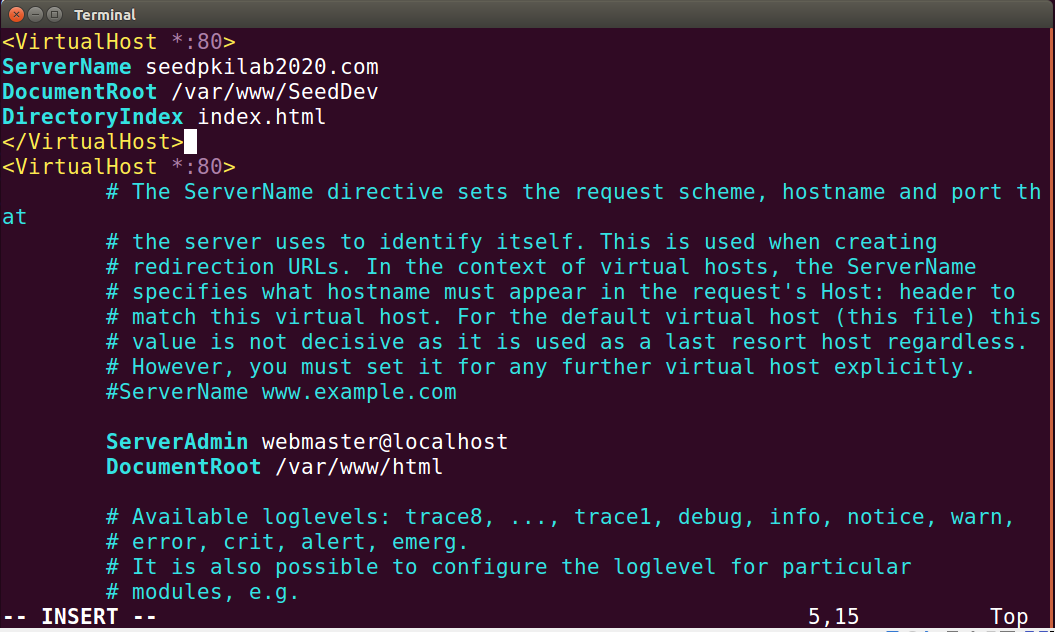 Terminal
<VirtualHost *:80>
ServerName seedpkilab2020.com
DocumentRoot /var/www/SeedDev
DirectoryIndex index.html
</VirtualHost>
<VirtualHost *:80>
# The ServerName directive sets the request scheme, hostname and port th
at
# the server uses to identify itself. This is used when creating
# redirection URLs. In the context of virtual hosts, the ServerName
# specifies what hostname must appear in the request's Host: header to
# match this virtual host. For the default virtual host (this file) this
# value is not decisive as it is used as a last resort host regardless.
# However, you must set it for any further virtual host explicitly.
#ServerName www.example.com
ServerAdmin webmaster@localhost
DocumentRoot /var/www/html
# Available loglevels: trace8, ..., trace1, debug, info, notice, warn,
# error, crit, alert, emerg.
# It is also possible to configure the loglevel for particular
# modules, e.g.
-- INSERT -- 5,15 Top